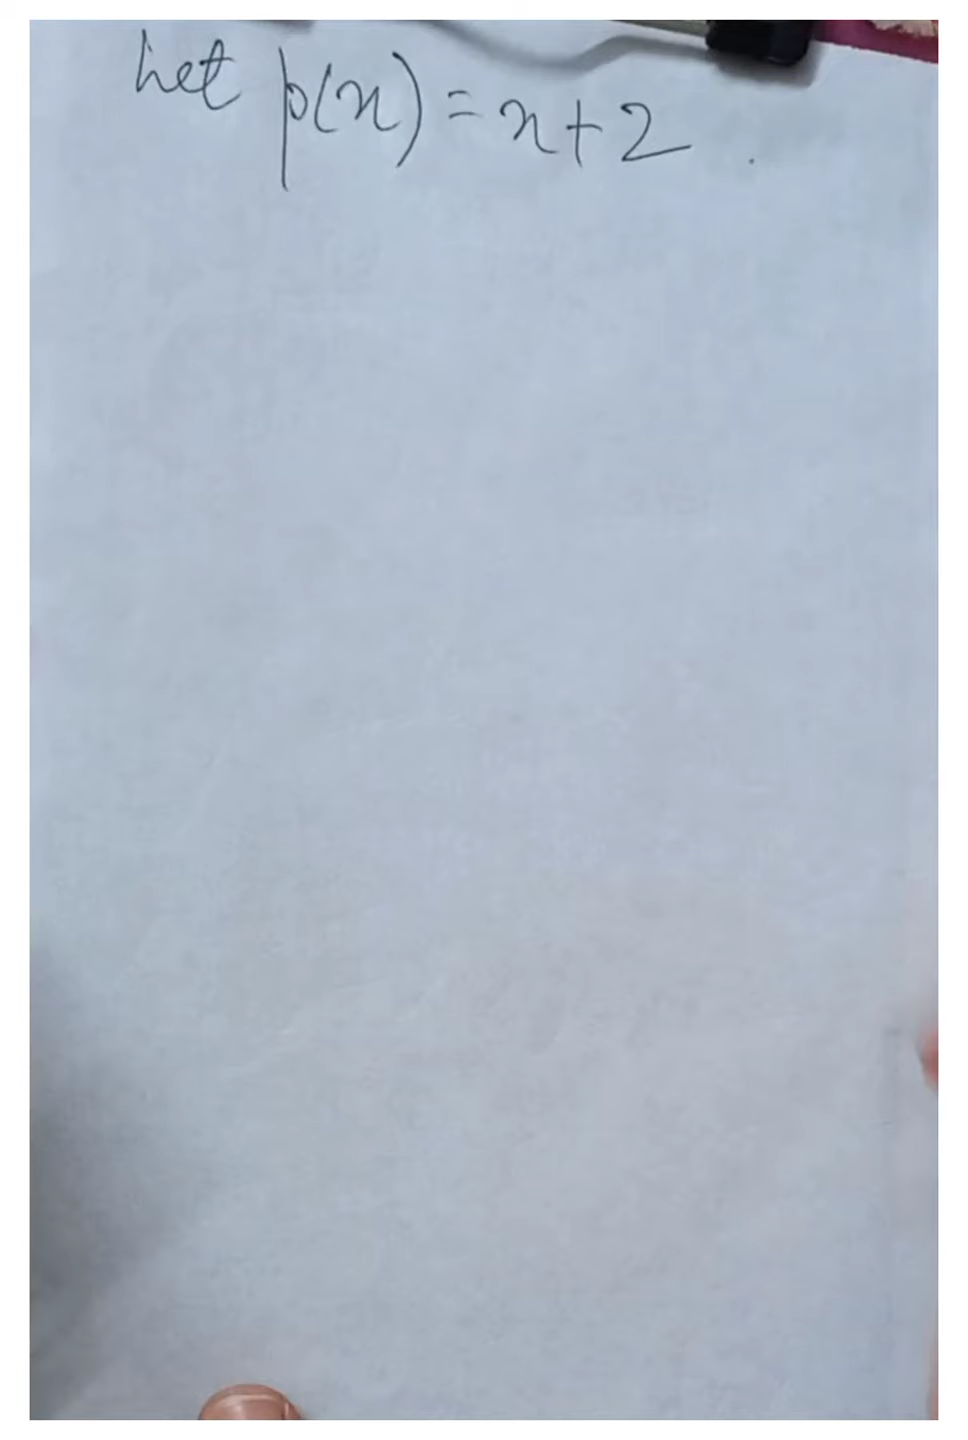 Let p(x) = x+2.